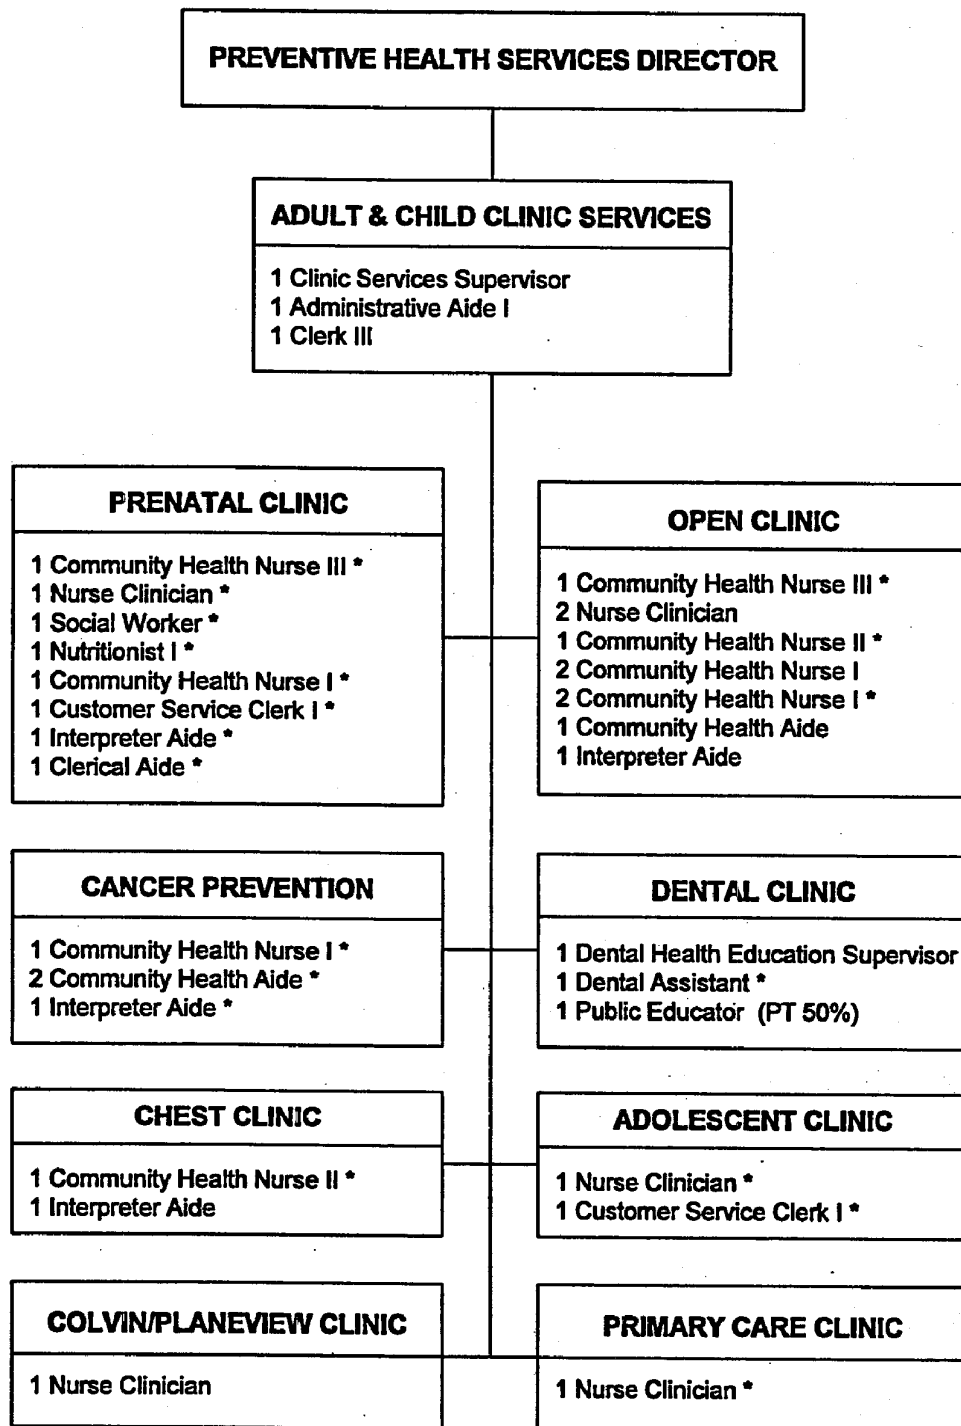 PREVENTIVE HEALTH SERVICES DIRECTOR
ADULT & CHILD CLINIC SERVICES
1 Clinic Services Supervisor
1 Administrative Aide I
1 Clerk III
PRENATAL CLINIC
1 Community Health Nurse III *
1 Nurse Clinician *
1 Social Worker *
1 Nutritionist I *
1 Community Health Nurse I *
1 Customer Service Clerk I *
1 Interpreter Aide *
1 Clerical Aide *
OPEN CLINIC
1 Community Health Nurse III *
2 Nurse Clinician
1 Community Health Nurse II *
2 Community Health Nurse I
2 Community Health Nurse I *
1 Community Health Aide
1 Interpreter Aide
CANCER PREVENTION
1 Community Health Nurse I *
2 Community Health Aide *
1 Interpreter Aide *
DENTAL CLINIC
1 Dental Health Education Supervisor
1 Dental Assistant *
1 Public Educator (PT 50%)
CHEST CLINIC
1 Community Health Nurse II *
1 Interpreter Aide
ADOLESCENT CLINIC
1 Nurse Clinician *
1 Customer Service Clerk I *
COLVIN/PLANEVIEW CLINIC
1 Nurse Clinician
PRIMARY CARE CLINIC
1 Nurse Clinician *